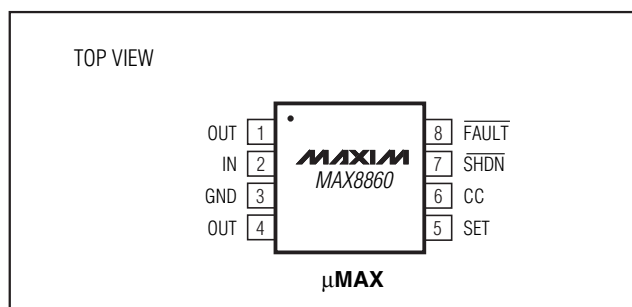 TOP VIEW
OUT 1
IN 2
GND 3
OUT 4
MAXIM
MAX8860
8 FAULT
7 SHDN
6 CC
5 SET
µMAX